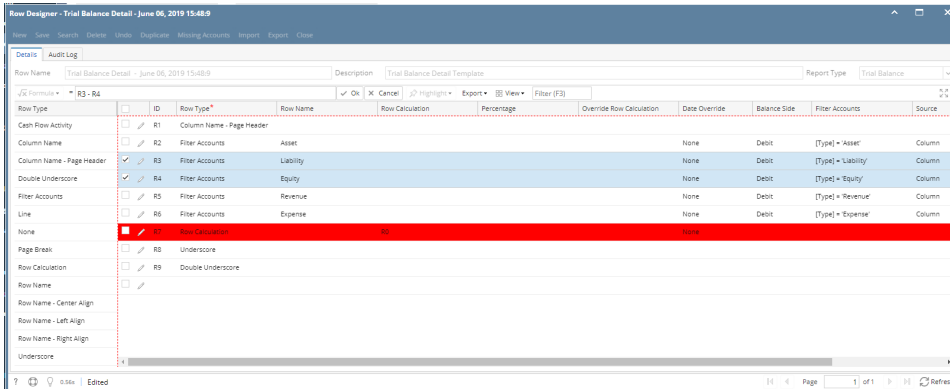 Row Designer - Trial Balance Detail - June 06, 2019 15:48:9
New Save Search Delete Undo Duplicate Missing Accounts Import Export Close
Details Audit Log
Row Name Trial Balance Detail - June 06, 2019 15:48:9 Description Trial Balance Detail Template Report Type Trial Balance
Formula R3 - R4 Ok Cancel Highlight Export View Filter (F3)
Row Type ID Row Type* Row Name Row Calculation Percentage Override Row Calculation Date Override Balance Side Filter Accounts Source
Cash Flow Activity R1 Column Name - Page Header
Column Name R2 Filter Accounts Asset None Debit [Type] = 'Asset' Column
Column Name - Page Header R3 Filter Accounts Liability None Debit [Type] = 'Liability' Column
Double Underscore R4 Filter Accounts Equity None Debit [Type] = 'Equity' Column
Filter Accounts R5 Filter Accounts Revenue None Debit [Type] = 'Revenue' Column
Line R6 Filter Accounts Expense None Debit [Type] = 'Expense' Column
None R7 Row Calculation None
Page Break R8 Underscore
Row Calculation R9 Double Underscore
Row Name
Row Name - Center Align
Row Name - Left Align
Row Name - Right Align
Underscore
? 0.56s Edited Page 1 of 1 Refres